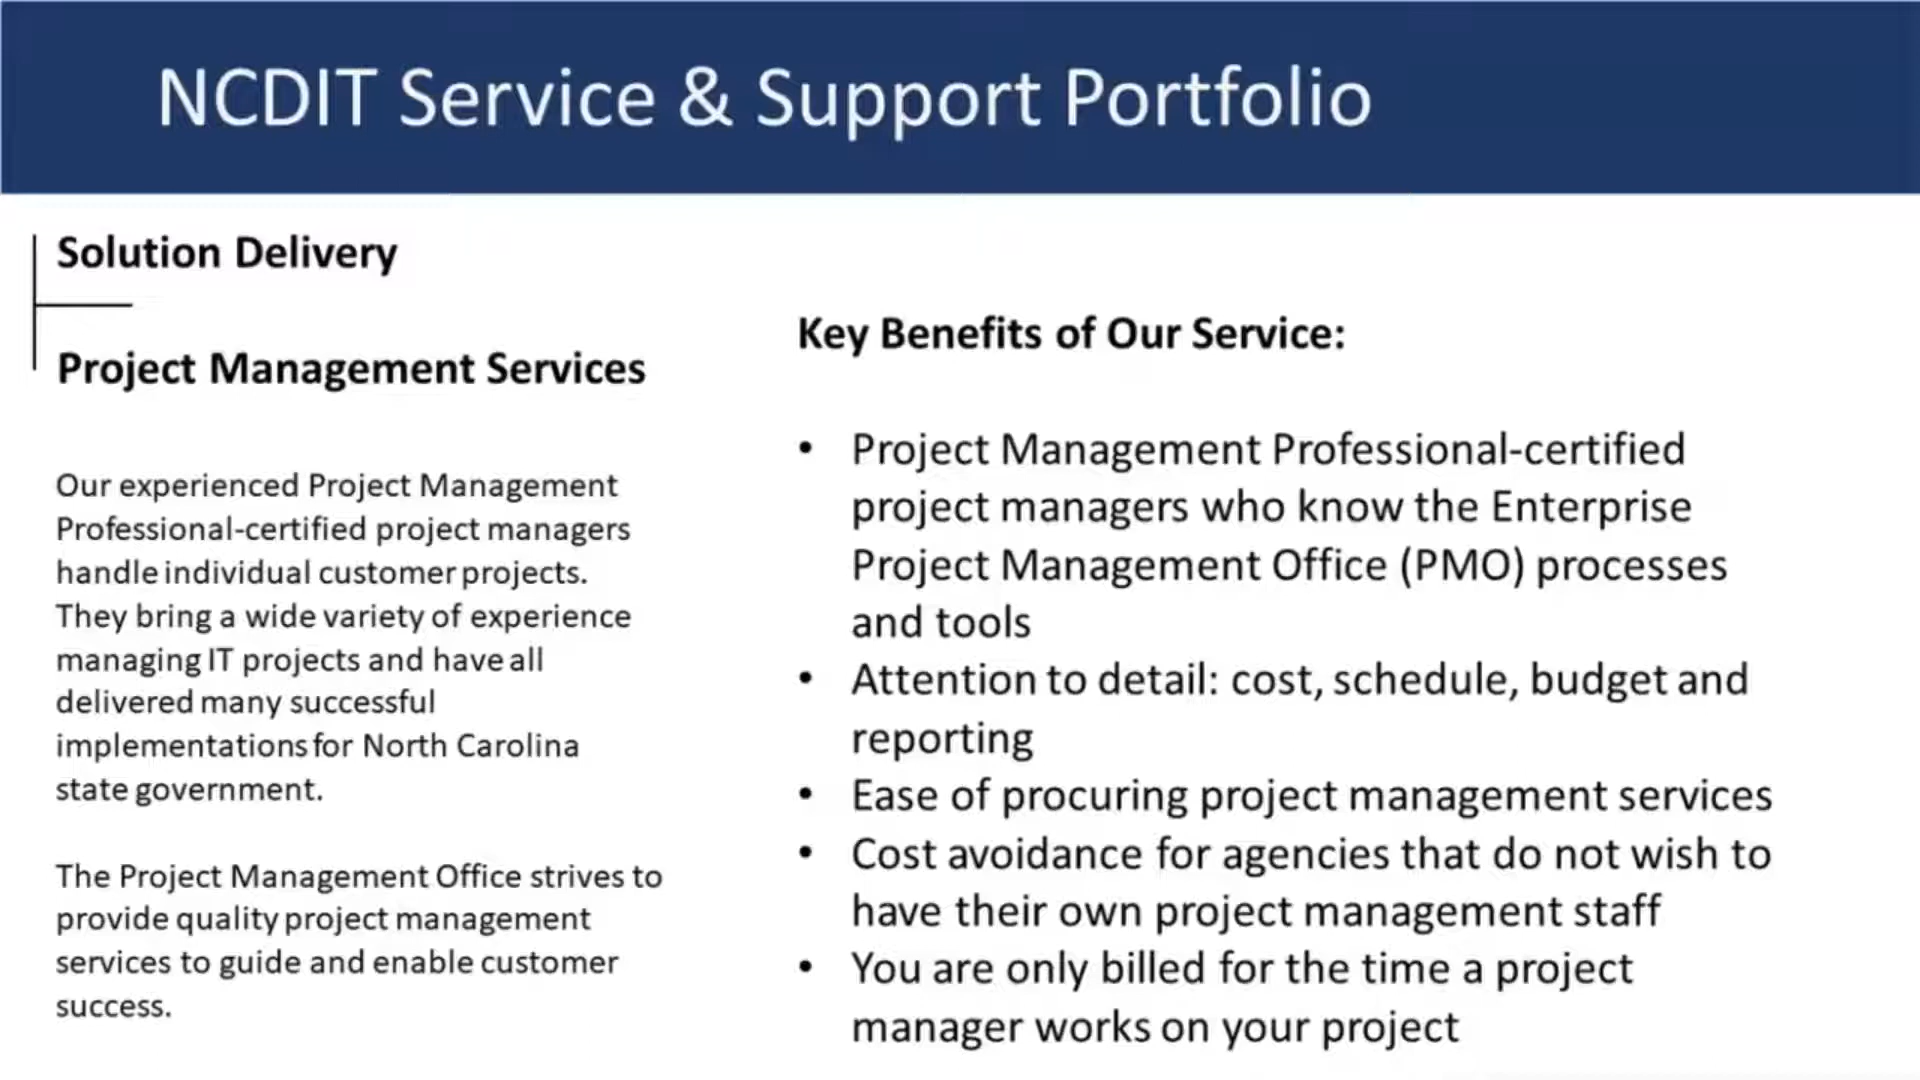 NCDIT Service & Support Portfolio
Solution Delivery
Project Management Services
Our experienced Project Management
Professional-certified project managers
handle individual customer projects.
They bring a wide variety of experience
managing IT projects and have all
delivered many successful
implementations for North Carolina
state government.
The Project Management Office strives to
provide quality project management
services to guide and enable customer
success.
Key Benefits of Our Service:
• Project Management Professional-certified
project managers who know the Enterprise
Project Management Office (PMO) processes
and tools
• Attention to detail: cost, schedule, budget and
reporting
• Ease of procuring project management services
• Cost avoidance for agencies that do not wish to
have their own project management staff
• You are only billed for the time a project
manager works on your project